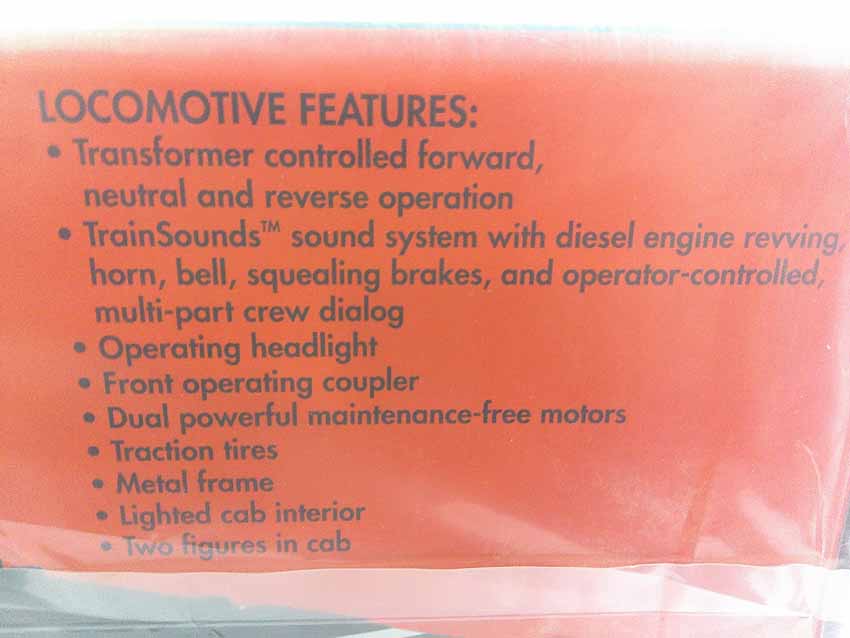 LOCOMOTIVE FEATURES:
• Transformer controlled forward,
neutral and reverse operation
• TrainSounds™ sound system with diesel engine revving,
horn, bell, squealing brakes, and operator-controlled,
multi-part crew dialog
• Operating headlight
• Front operating coupler
• Dual powerful maintenance-free motors
• Traction tires
• Metal frame
• Lighted cab interior
• Two figures in cab